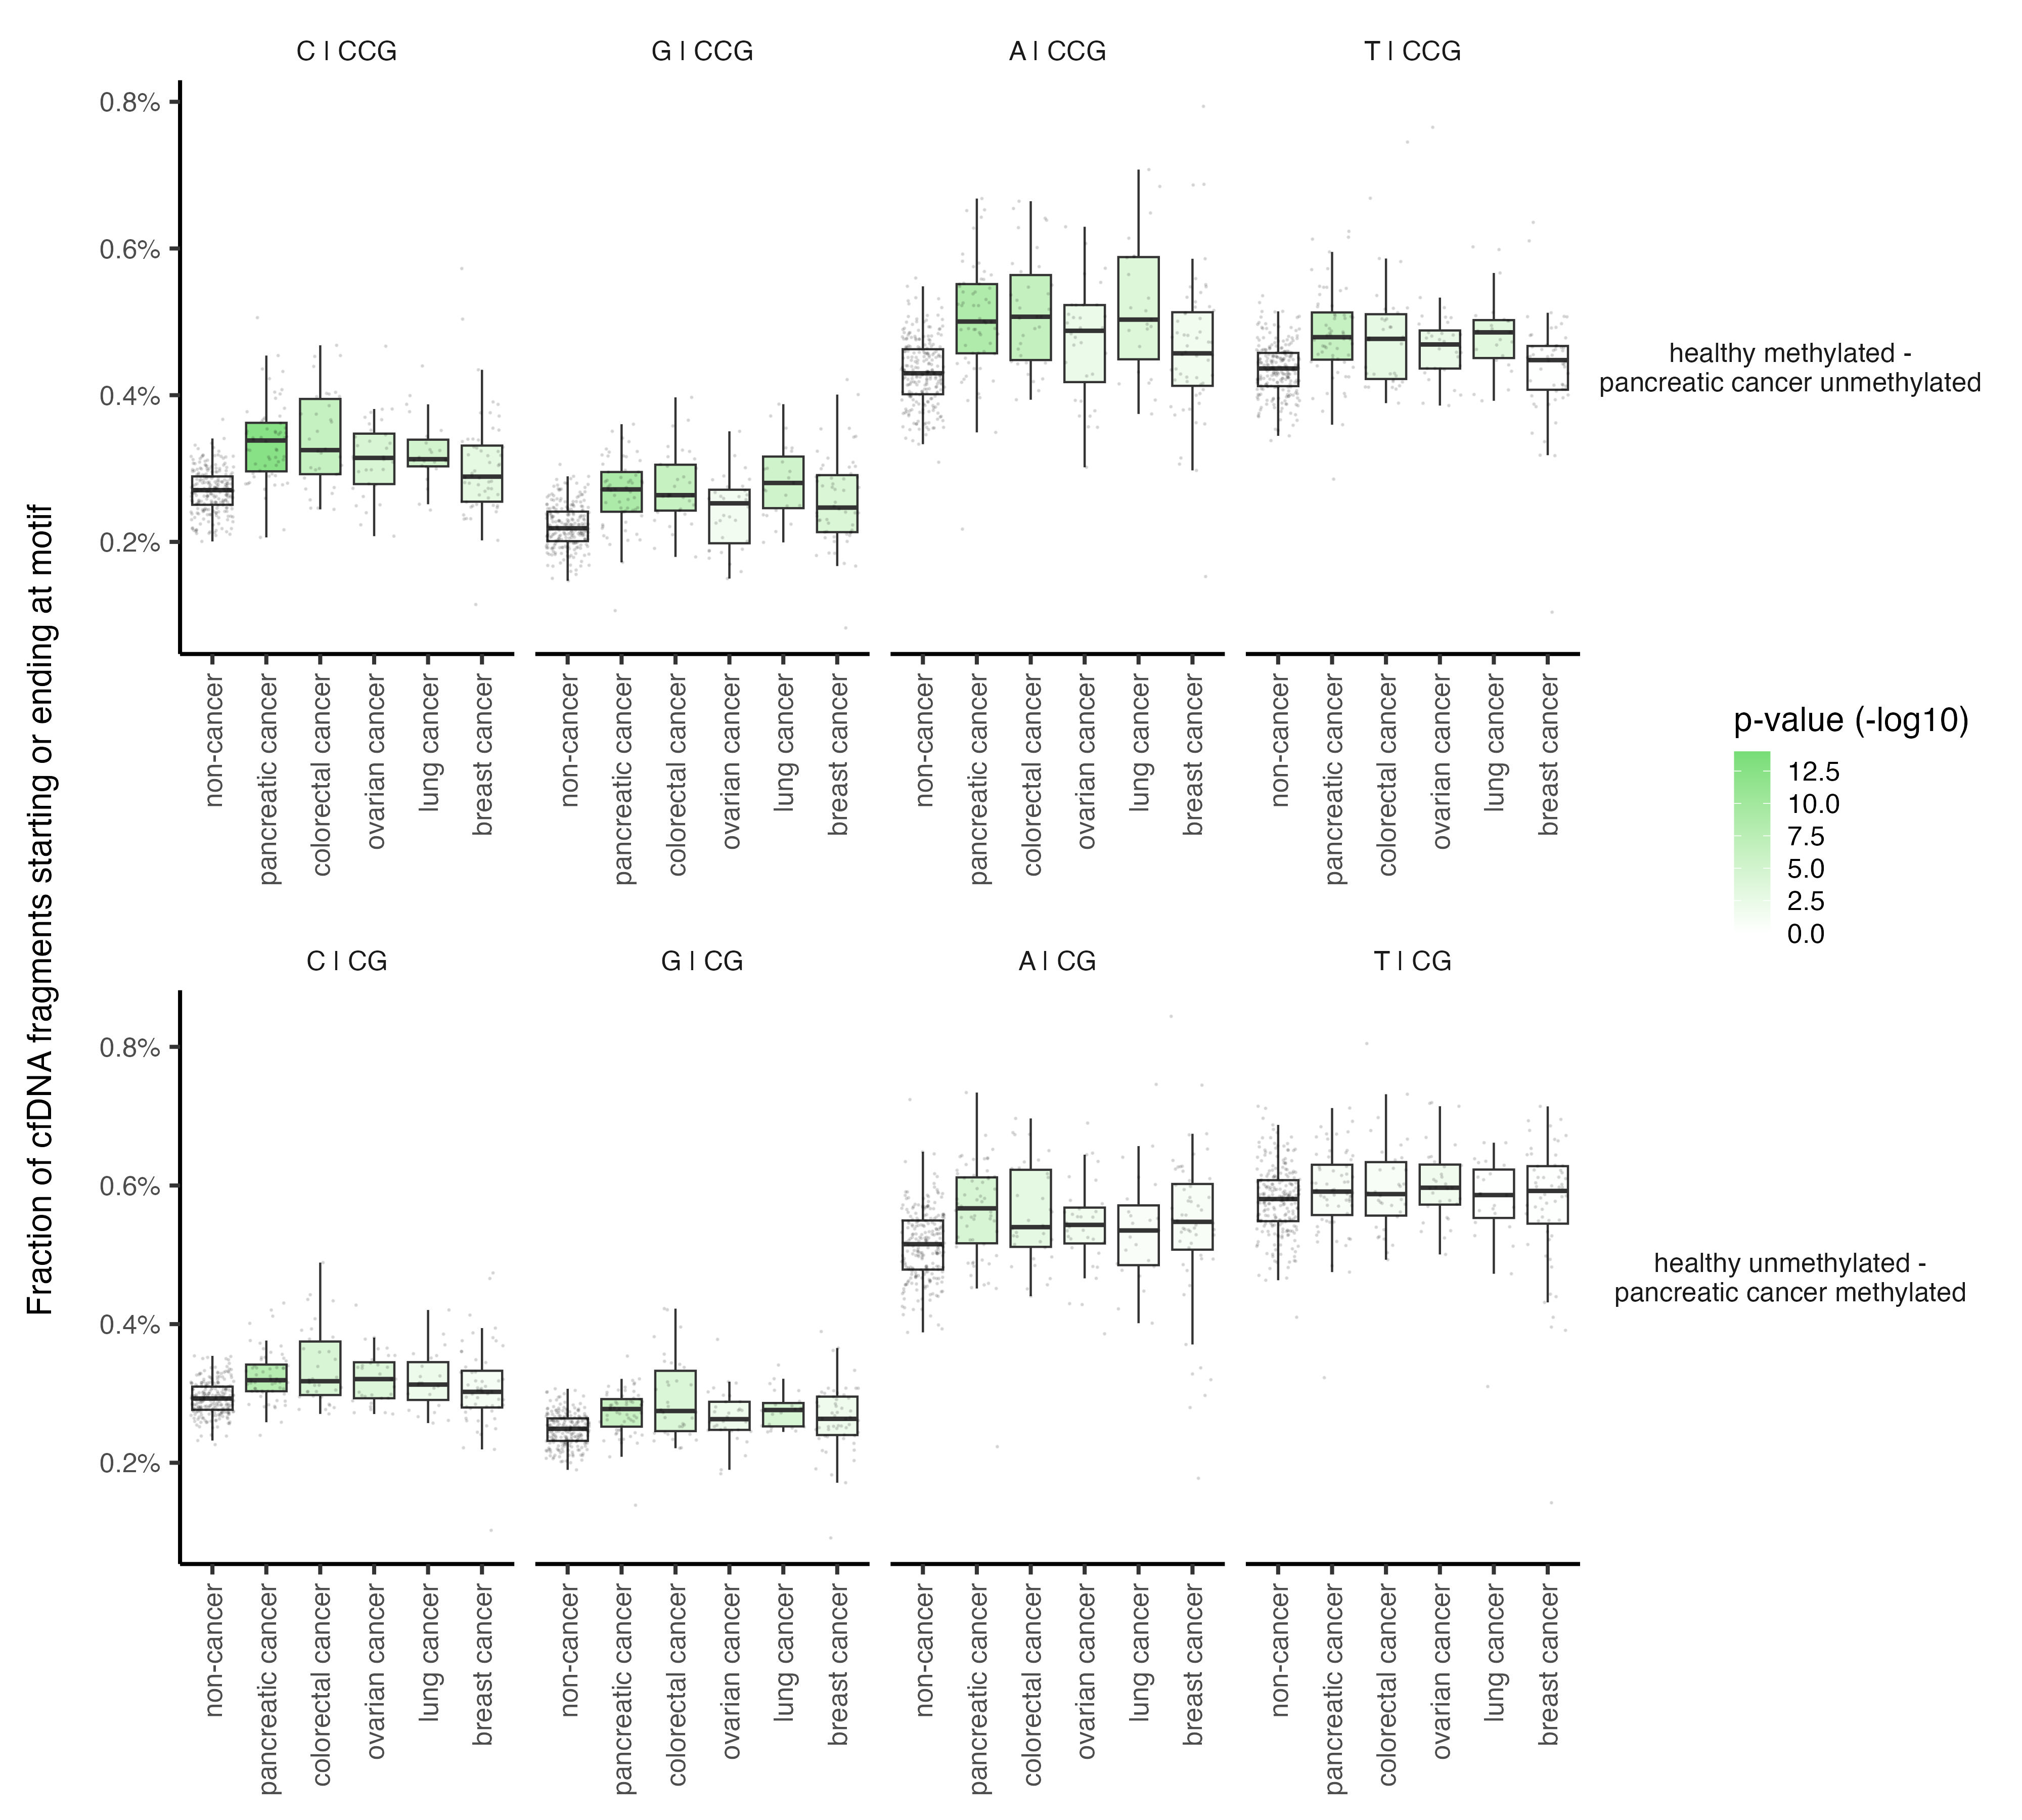 C | CCG
G | CCG
A | CCG
T | CCG
0.8%
0.6%
0.4%
0.2%
healthy methylated -
pancreatic cancer unmethylated
non-cancer
pancreatic cancer
colorectal cancer
ovarian cancer
lung cancer
breast cancer
non-cancer
pancreatic cancer
colorectal cancer
ovarian cancer
lung cancer
breast cancer
non-cancer
pancreatic cancer
colorectal cancer
ovarian cancer
lung cancer
breast cancer
non-cancer
pancreatic cancer
colorectal cancer
ovarian cancer
lung cancer
breast cancer
Fraction of cfDNA fragments starting or ending at motif
p-value (-log10)
12.5
10.0
7.5
5.0
2.5
0.0
C | CG
G | CG
A | CG
T | CG
0.8%
0.6%
0.4%
0.2%
healthy unmethylated -
pancreatic cancer methylated
non-cancer
pancreatic cancer
colorectal cancer
ovarian cancer
lung cancer
breast cancer
non-cancer
pancreatic cancer
colorectal cancer
ovarian cancer
lung cancer
breast cancer
non-cancer
pancreatic cancer
colorectal cancer
ovarian cancer
lung cancer
breast cancer
non-cancer
pancreatic cancer
colorectal cancer
ovarian cancer
lung cancer
breast cancer